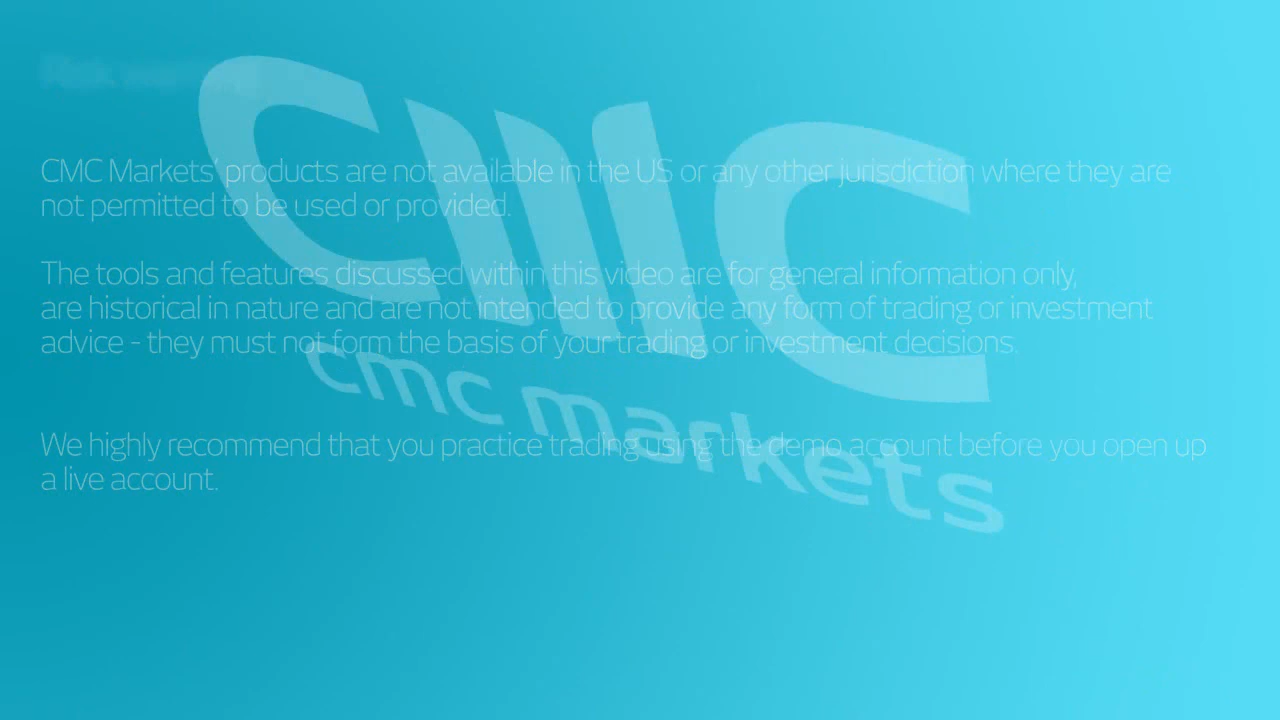 Risk warning
CMC
cmc markets
CMC Markets' products are not available in the US or any other jurisdiction where they are
not permitted to be used or provided.
The tools and features discussed within this video are for general information only,
are historical in nature and are not intended to provide any form of trading or investment
advice - they must not form the basis of your trading or investment decisions.
We highly recommend that you practice trading using the demo account before you open up
a live account.